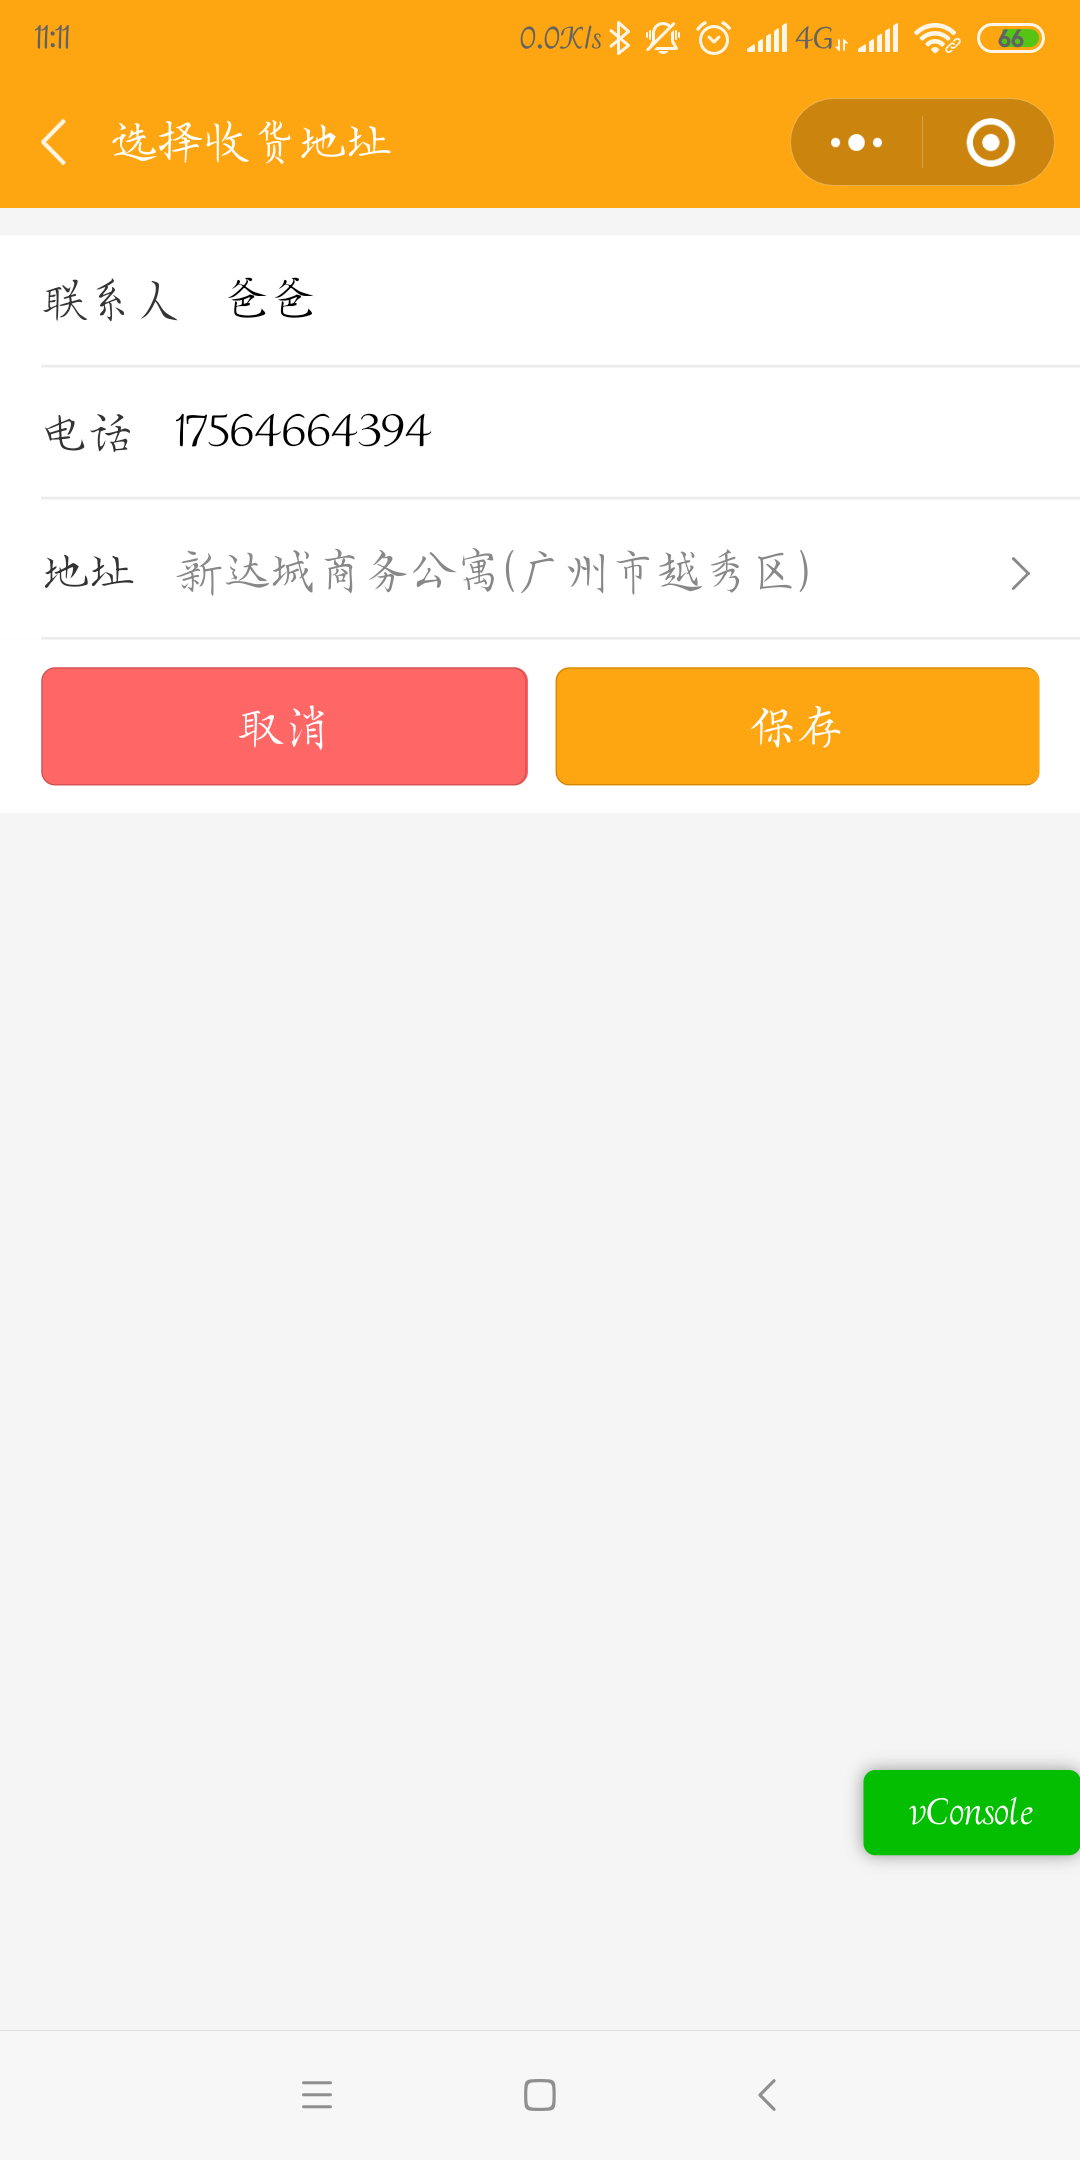 11:11 0.0K/s 4G 66
选择收货地址
联系人 爸爸
电话 17564664394
地址 新达城商务公寓(广州市越秀区)
取消 保存
vConsole